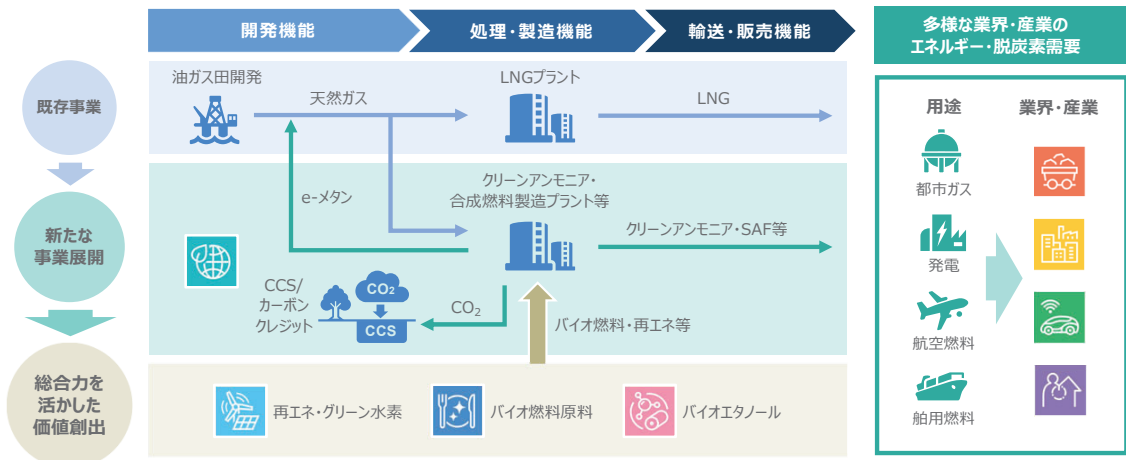 開発機能
処理・製造機能
輸送・販売機能
多様な業界・産業の
エネルギー・脱炭素需要
既存事業
油ガス田開発
天然ガス
LNGプラント
LNG
新たな
事業展開
e-メタン
クリーンアンモニア・
合成燃料製造プラント等
クリーンアンモニア・SAF等
CCS/
カーボン
クレジット
CO₂
CCS
CO₂
バイオ燃料・再エネ等
総合力を
活かした
価値創出
再エネ・グリーン水素
バイオ燃料原料
バイオエタノール
用途
業界・産業
都市ガス
発電
航空燃料
舶用燃料